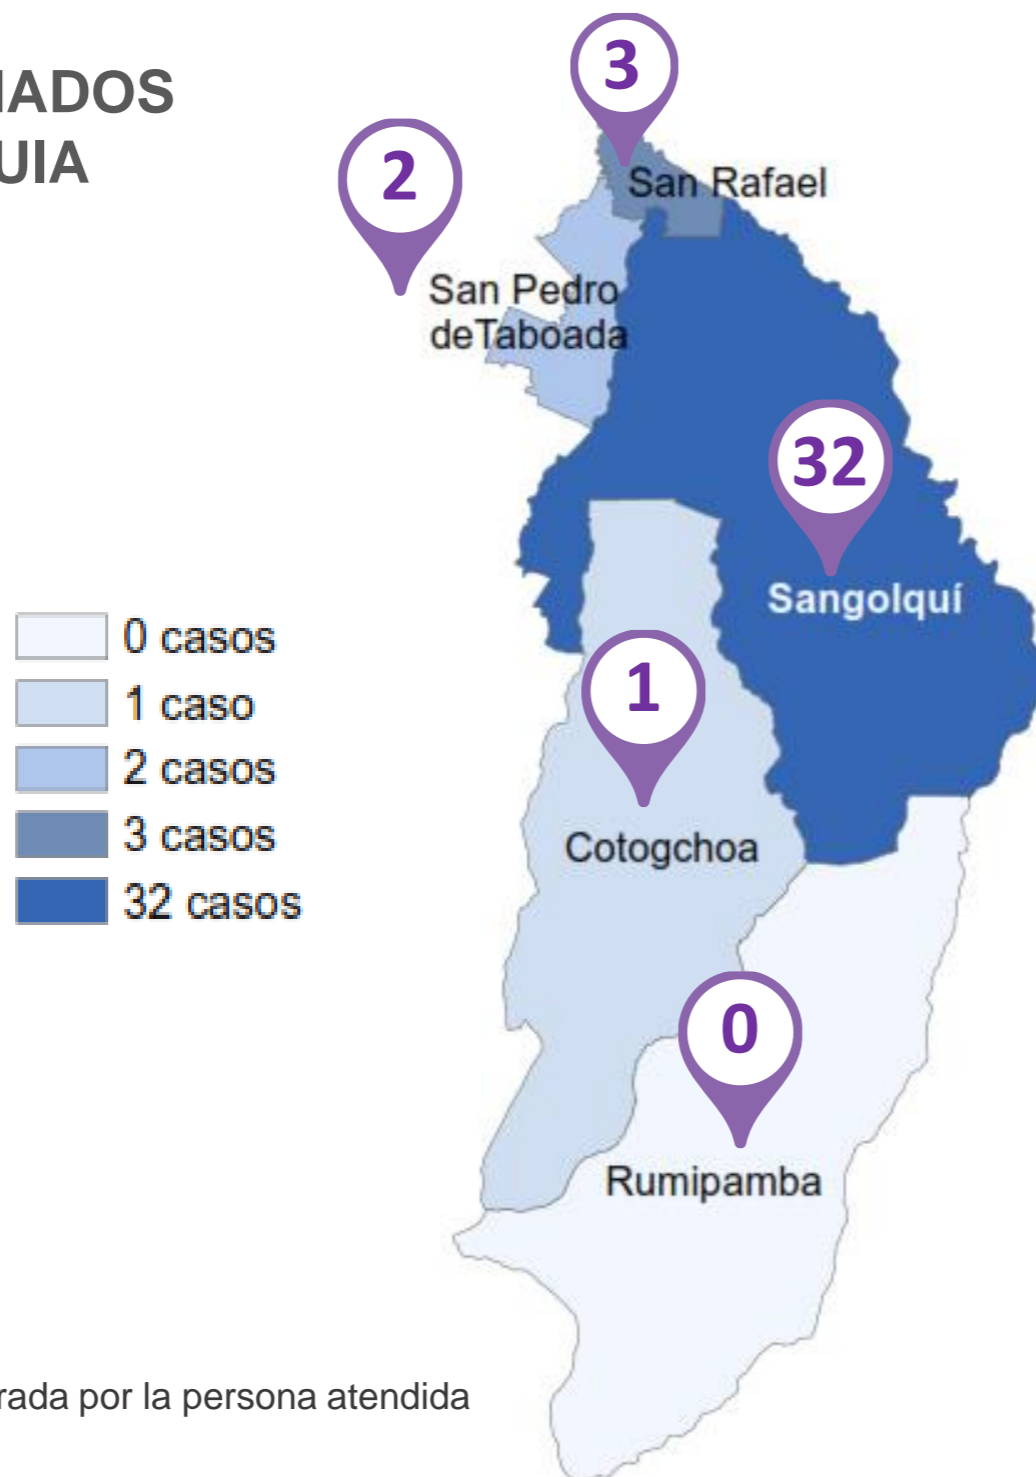 MADOS
UIA
3
San Rafael
2
San Pedro
deTaboada
32
Sangolquí
0 casos
1 caso
2 casos
3 casos
32 casos
1
Cotogchoa
0
Rumipamba
rada por la persona atendida